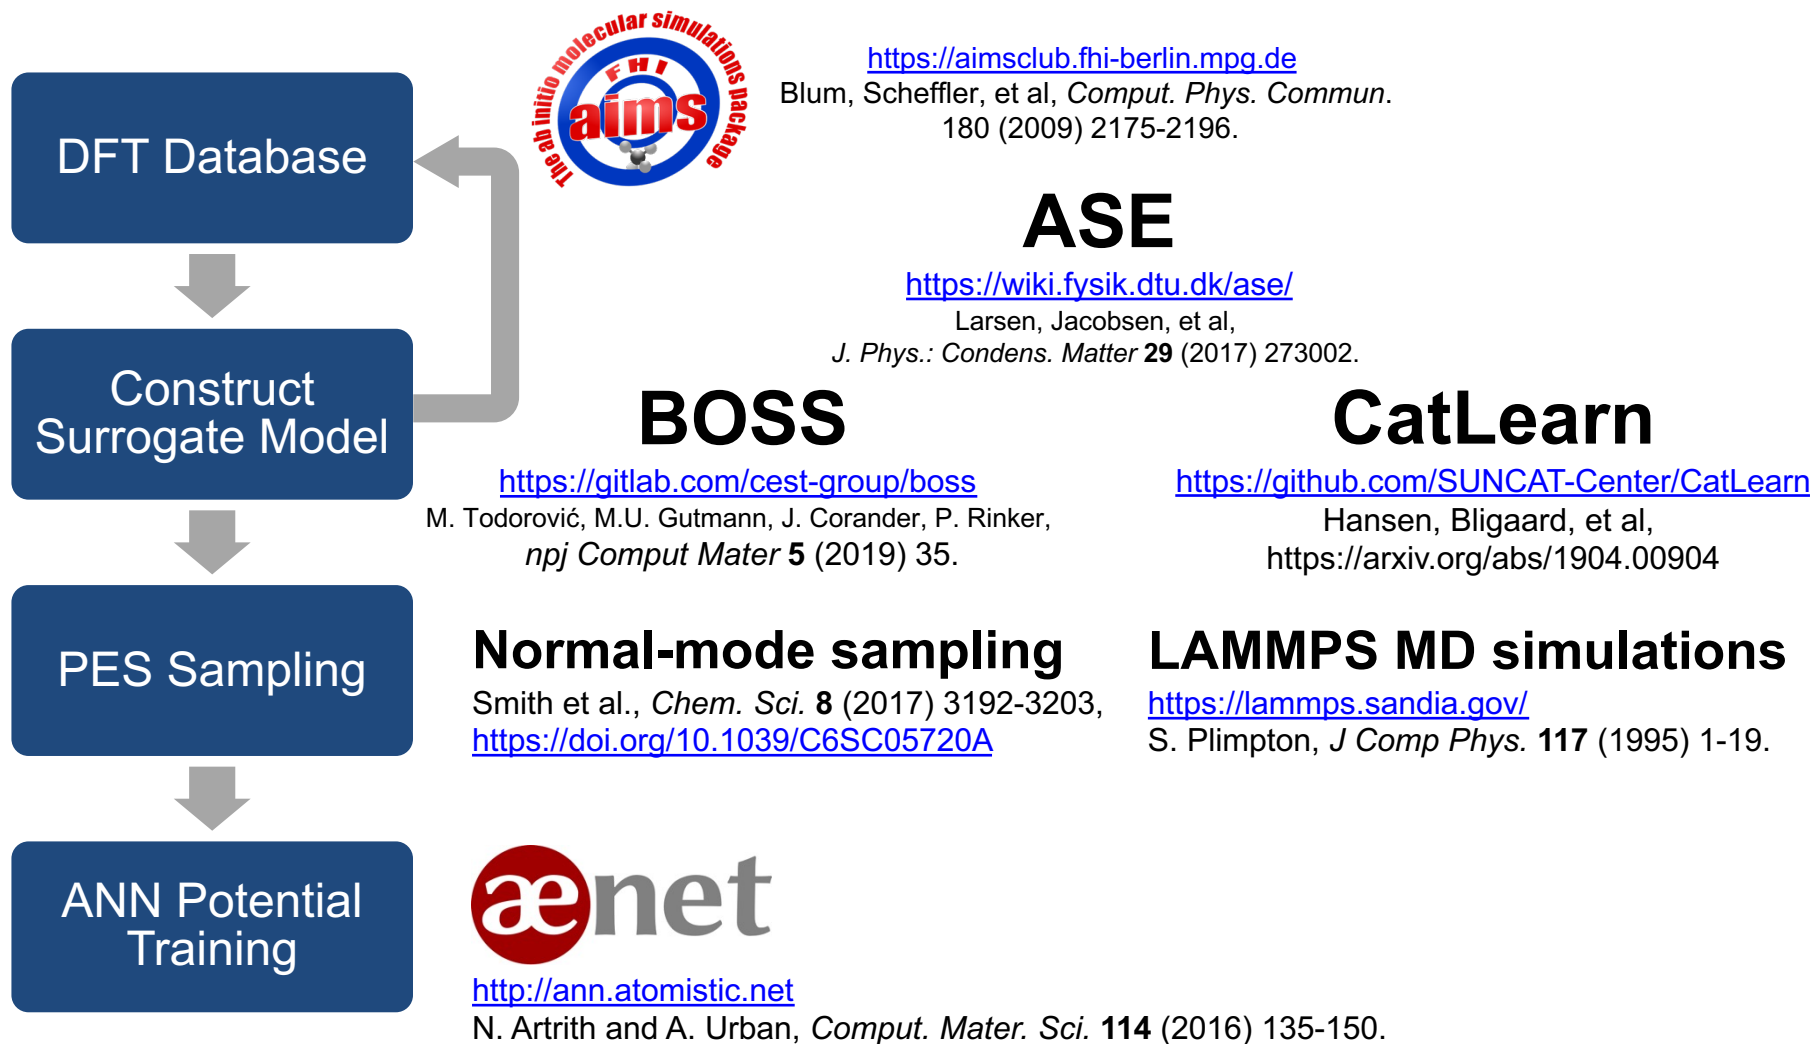 DFT Database
Construct
Surrogate Model
PES Sampling
ANN Potential
Training
The ab initio molecular simulations package
FHI
aims
https://aimsclub.fhi-berlin.mpg.de
Blum, Scheffler, et al, Comput. Phys. Commun.
180 (2009) 2175-2196.
ASE
https://wiki.fysik.dtu.dk/ase/
Larsen, Jacobsen, et al,
J. Phys.: Condens. Matter 29 (2017) 273002.
BOSS
https://gitlab.com/cest-group/boss
M. Todorović, M.U. Gutmann, J. Corander, P. Rinker,
npj Comput Mater 5 (2019) 35.
CatLearn
https://github.com/SUNCAT-Center/CatLearn
Hansen, Bligaard, et al,
https://arxiv.org/abs/1904.00904
Normal-mode sampling
Smith et al., Chem. Sci. 8 (2017) 3192-3203,
https://doi.org/10.1039/C6SC05720A
LAMMPS MD simulations
https://lammps.sandia.gov/
S. Plimpton, J Comp Phys. 117 (1995) 1-19.
ænet
http://ann.atomistic.net
N. Artrith and A. Urban, Comput. Mater. Sci. 114 (2016) 135-150.